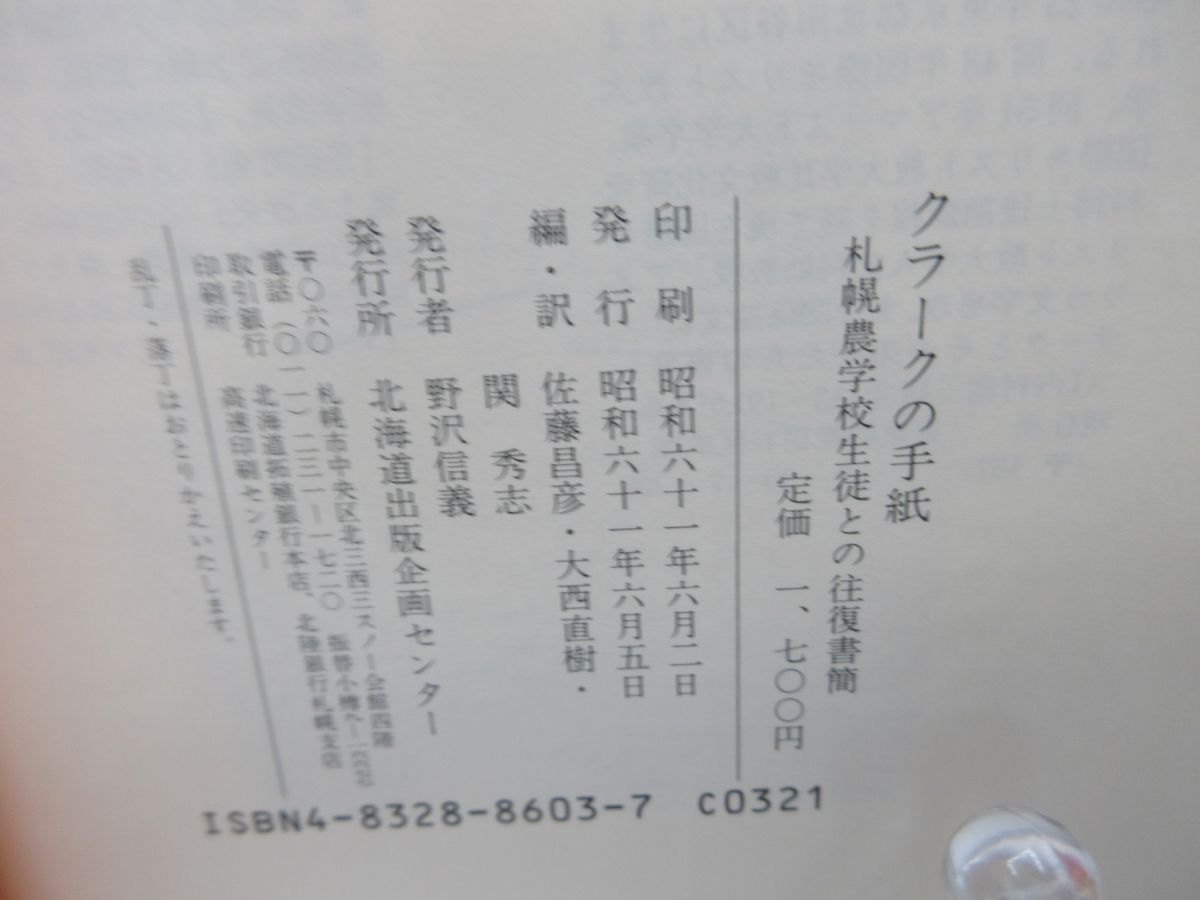 クラークの手紙
札幌農学校生徒との往復書簡
定価 一、七〇〇円
印刷 昭和六十一年六月二日
発行 昭和六十一年六月五日
編・訳 佐藤昌彦・大西直樹・
関 秀志
発行者 野沢信義
発行所 北海道出版企画センター
〒〇六〇 札幌市中央区北三西三スノー会館四階
電話(〇一一)二三一―一七二〇 振替小樽
取引銀行 北海道拓殖銀行本店、北陸銀行札幌支店
印刷所 高速印刷センター
乱丁・落丁はおとりかえいたします。
ISBN4-8328-8603-7 C0321